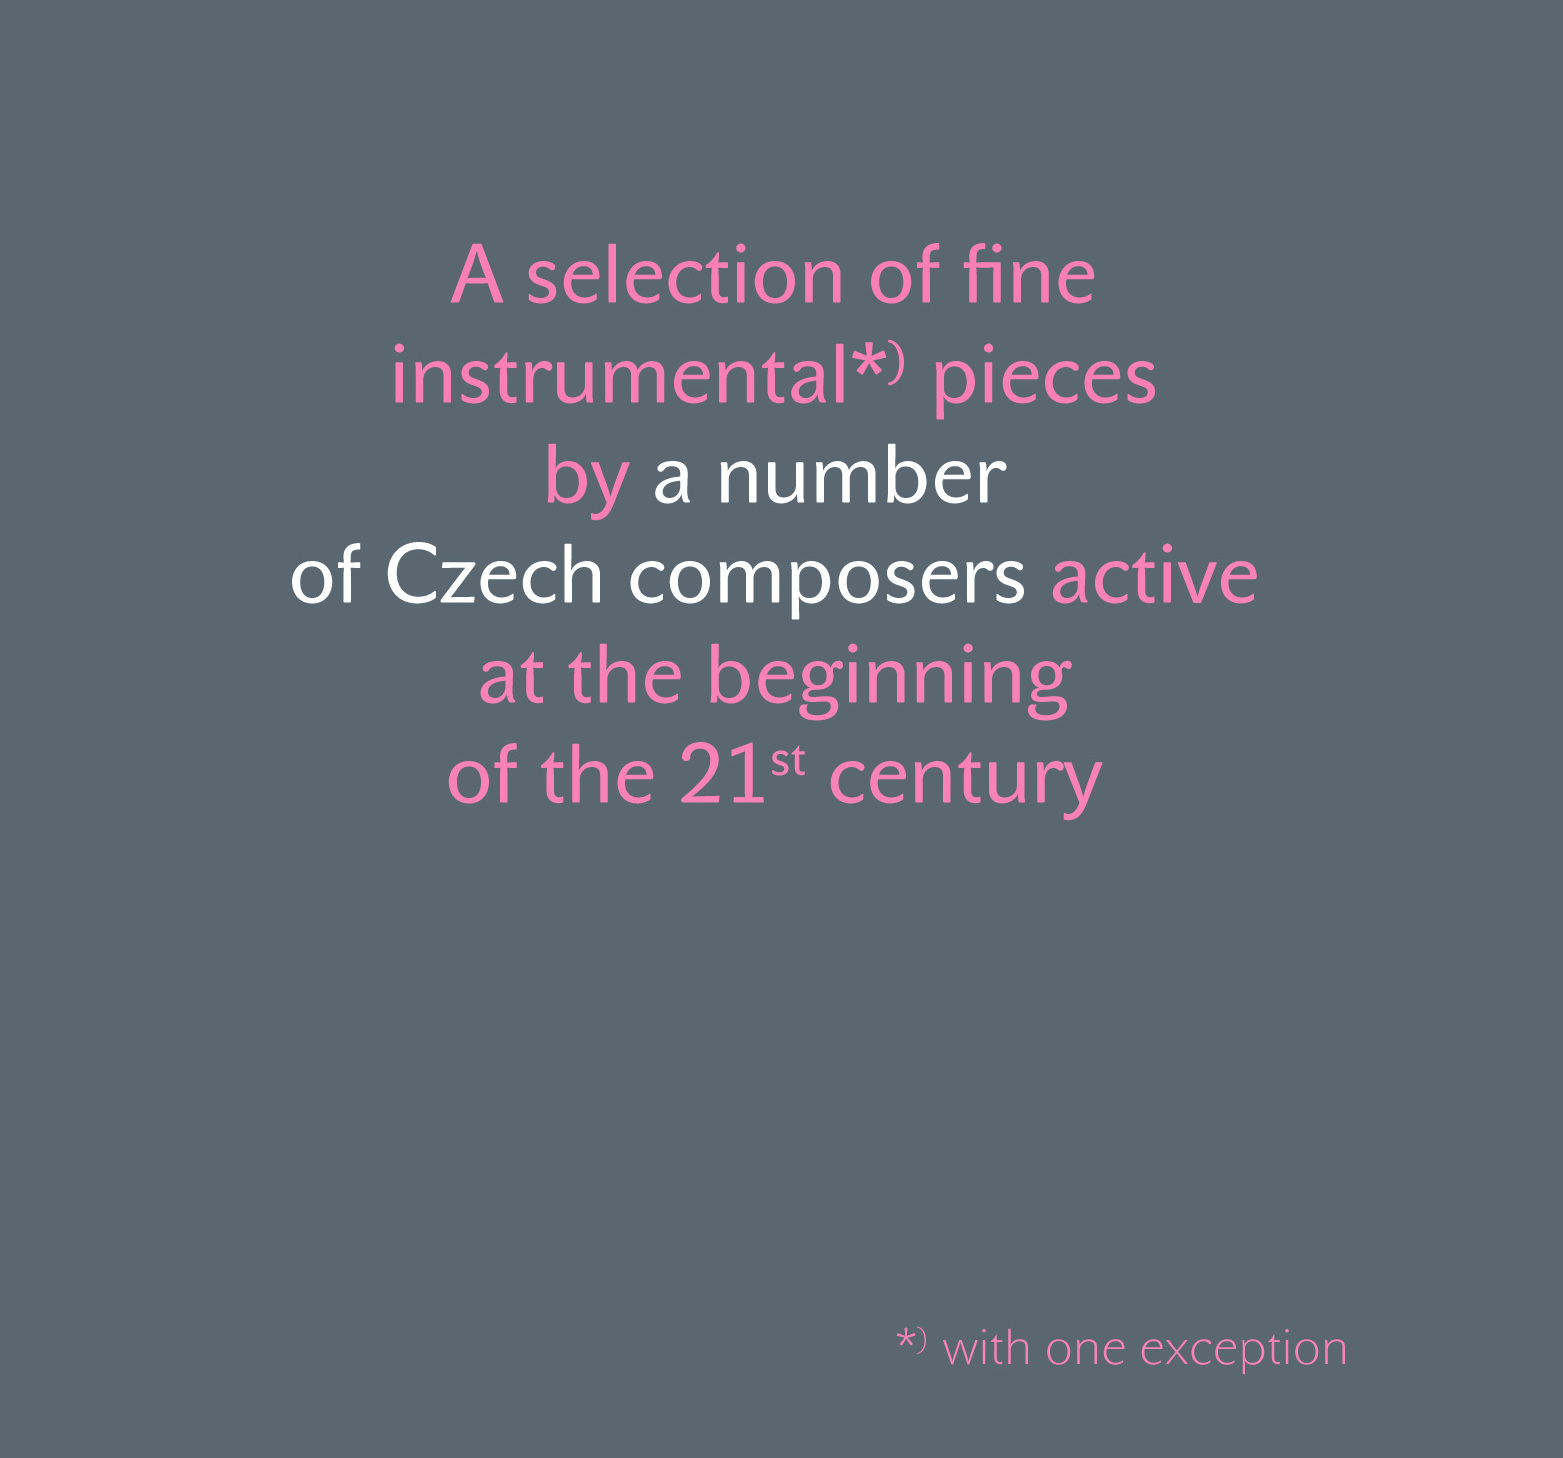 A selection of fine
instrumental*) pieces
by a number
of Czech composers active
at the beginning
of the 21st century
*) with one exception